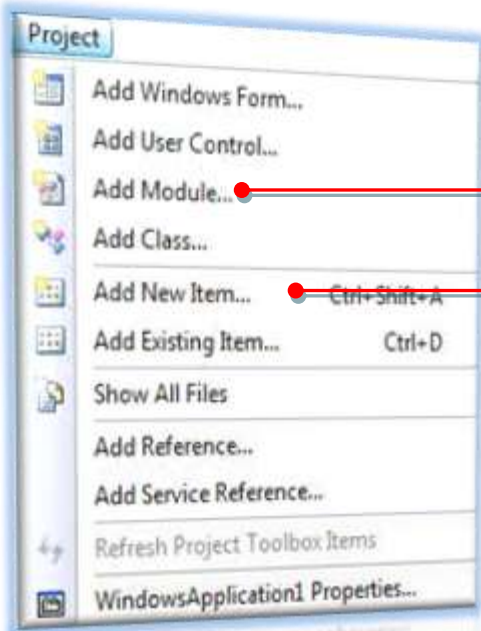 Project
Add Windows Form...
Add User Control...
Add Module...
Add Class...
Add New Item... Ctrl+Shift+A
Add Existing Item... Ctrl+D
Show All Files
Add Reference...
Add Service Reference...
Refresh Project Toolbox Items
WindowsApplication1 Properties...